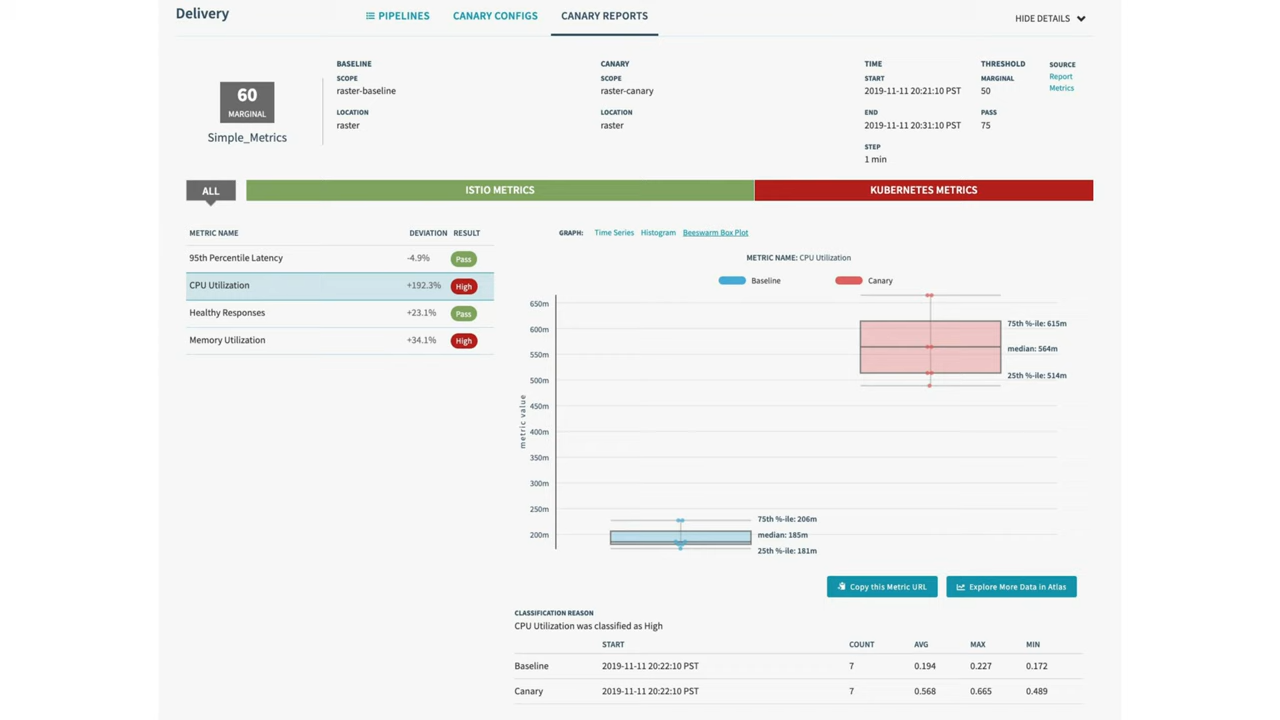 Delivery
PIPELINES
CANARY CONFIGS
CANARY REPORTS
HIDE DETAILS
60
MARGINAL
Simple_Metrics
BASELINE
SCOPE
raster-baseline
LOCATION
raster
CANARY
SCOPE
raster-canary
LOCATION
raster
TIME
START
2019-11-11 20:21:10 PST
END
2019-11-11 20:31:10 PST
STEP
1 min
THRESHOLD
MARGINAL
50
PASS
75
SOURCE
Report
Metrics
ALL
ISTIO METRICS
KUBERNETES METRICS
METRIC NAME DEVIATION RESULT
95th Percentile Latency -4.9% Pass
CPU Utilization +192.3% High
Healthy Responses +23.1% Pass
Memory Utilization +34.1% High
GRAPH: Time Series Histogram Beeswarm Box Plot
METRIC NAME: CPU Utilization
Baseline
Canary
metric value
650m
600m
550m
500m
450m
400m
350m
300m
250m
200m
75th %-ile: 615m
median: 564m
25th %-ile: 514m
75th %-ile: 206m
median: 185m
25th %-ile: 181m
Copy this Metric URL
Explore More Data in Atlas
CLASSIFICATION REASON
CPU Utilization was classified as High
START COUNT AVG MAX MIN
Baseline 2019-11-11 20:22:10 PST 7 0.194 0.227 0.172
Canary 2019-11-11 20:22:10 PST 7 0.568 0.665 0.489